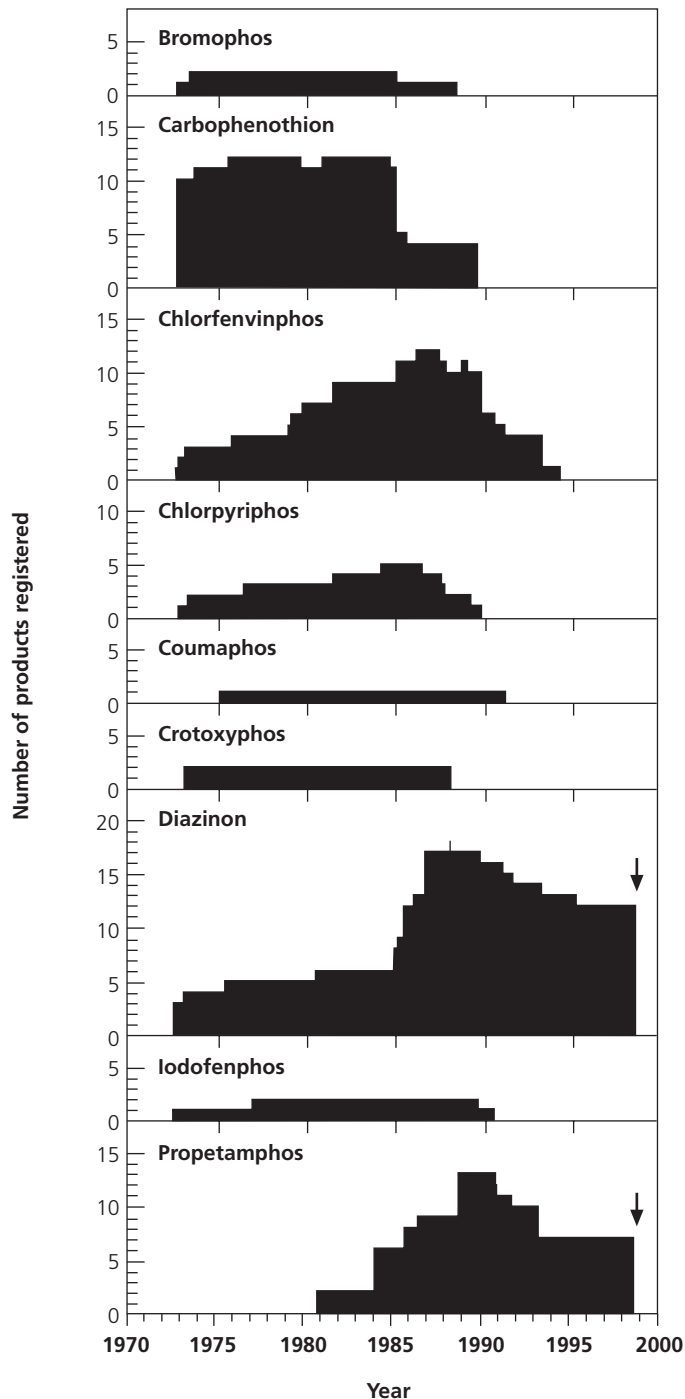 Number of products registered
5
0
Bromophos
15
10
5
0
Carbophenothion
15
10
5
0
Chlorfenvinphos
10
5
0
Chlorpyriphos
5
0
Coumaphos
5
0
Crotoxyphos
20
15
10
5
0
Diazinon
5
0
Iodofenphos
15
10
5
0
Propetamphos
1970 1975 1980 1985 1990 1995 2000
Year